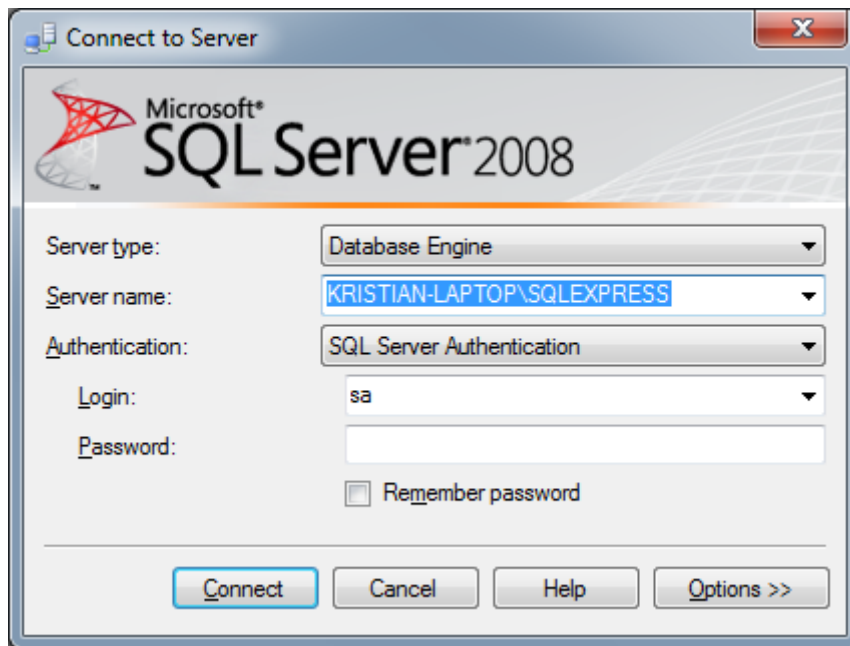 Connect to Server
Microsoft®
SQL Server® 2008
™
Server type: Database Engine
Server name: KRISTIAN-LAPTOP\SQLEXPRESS
Authentication: SQL Server Authentication
Login: sa
Password:
Remember password
Connect Cancel Help Options >>